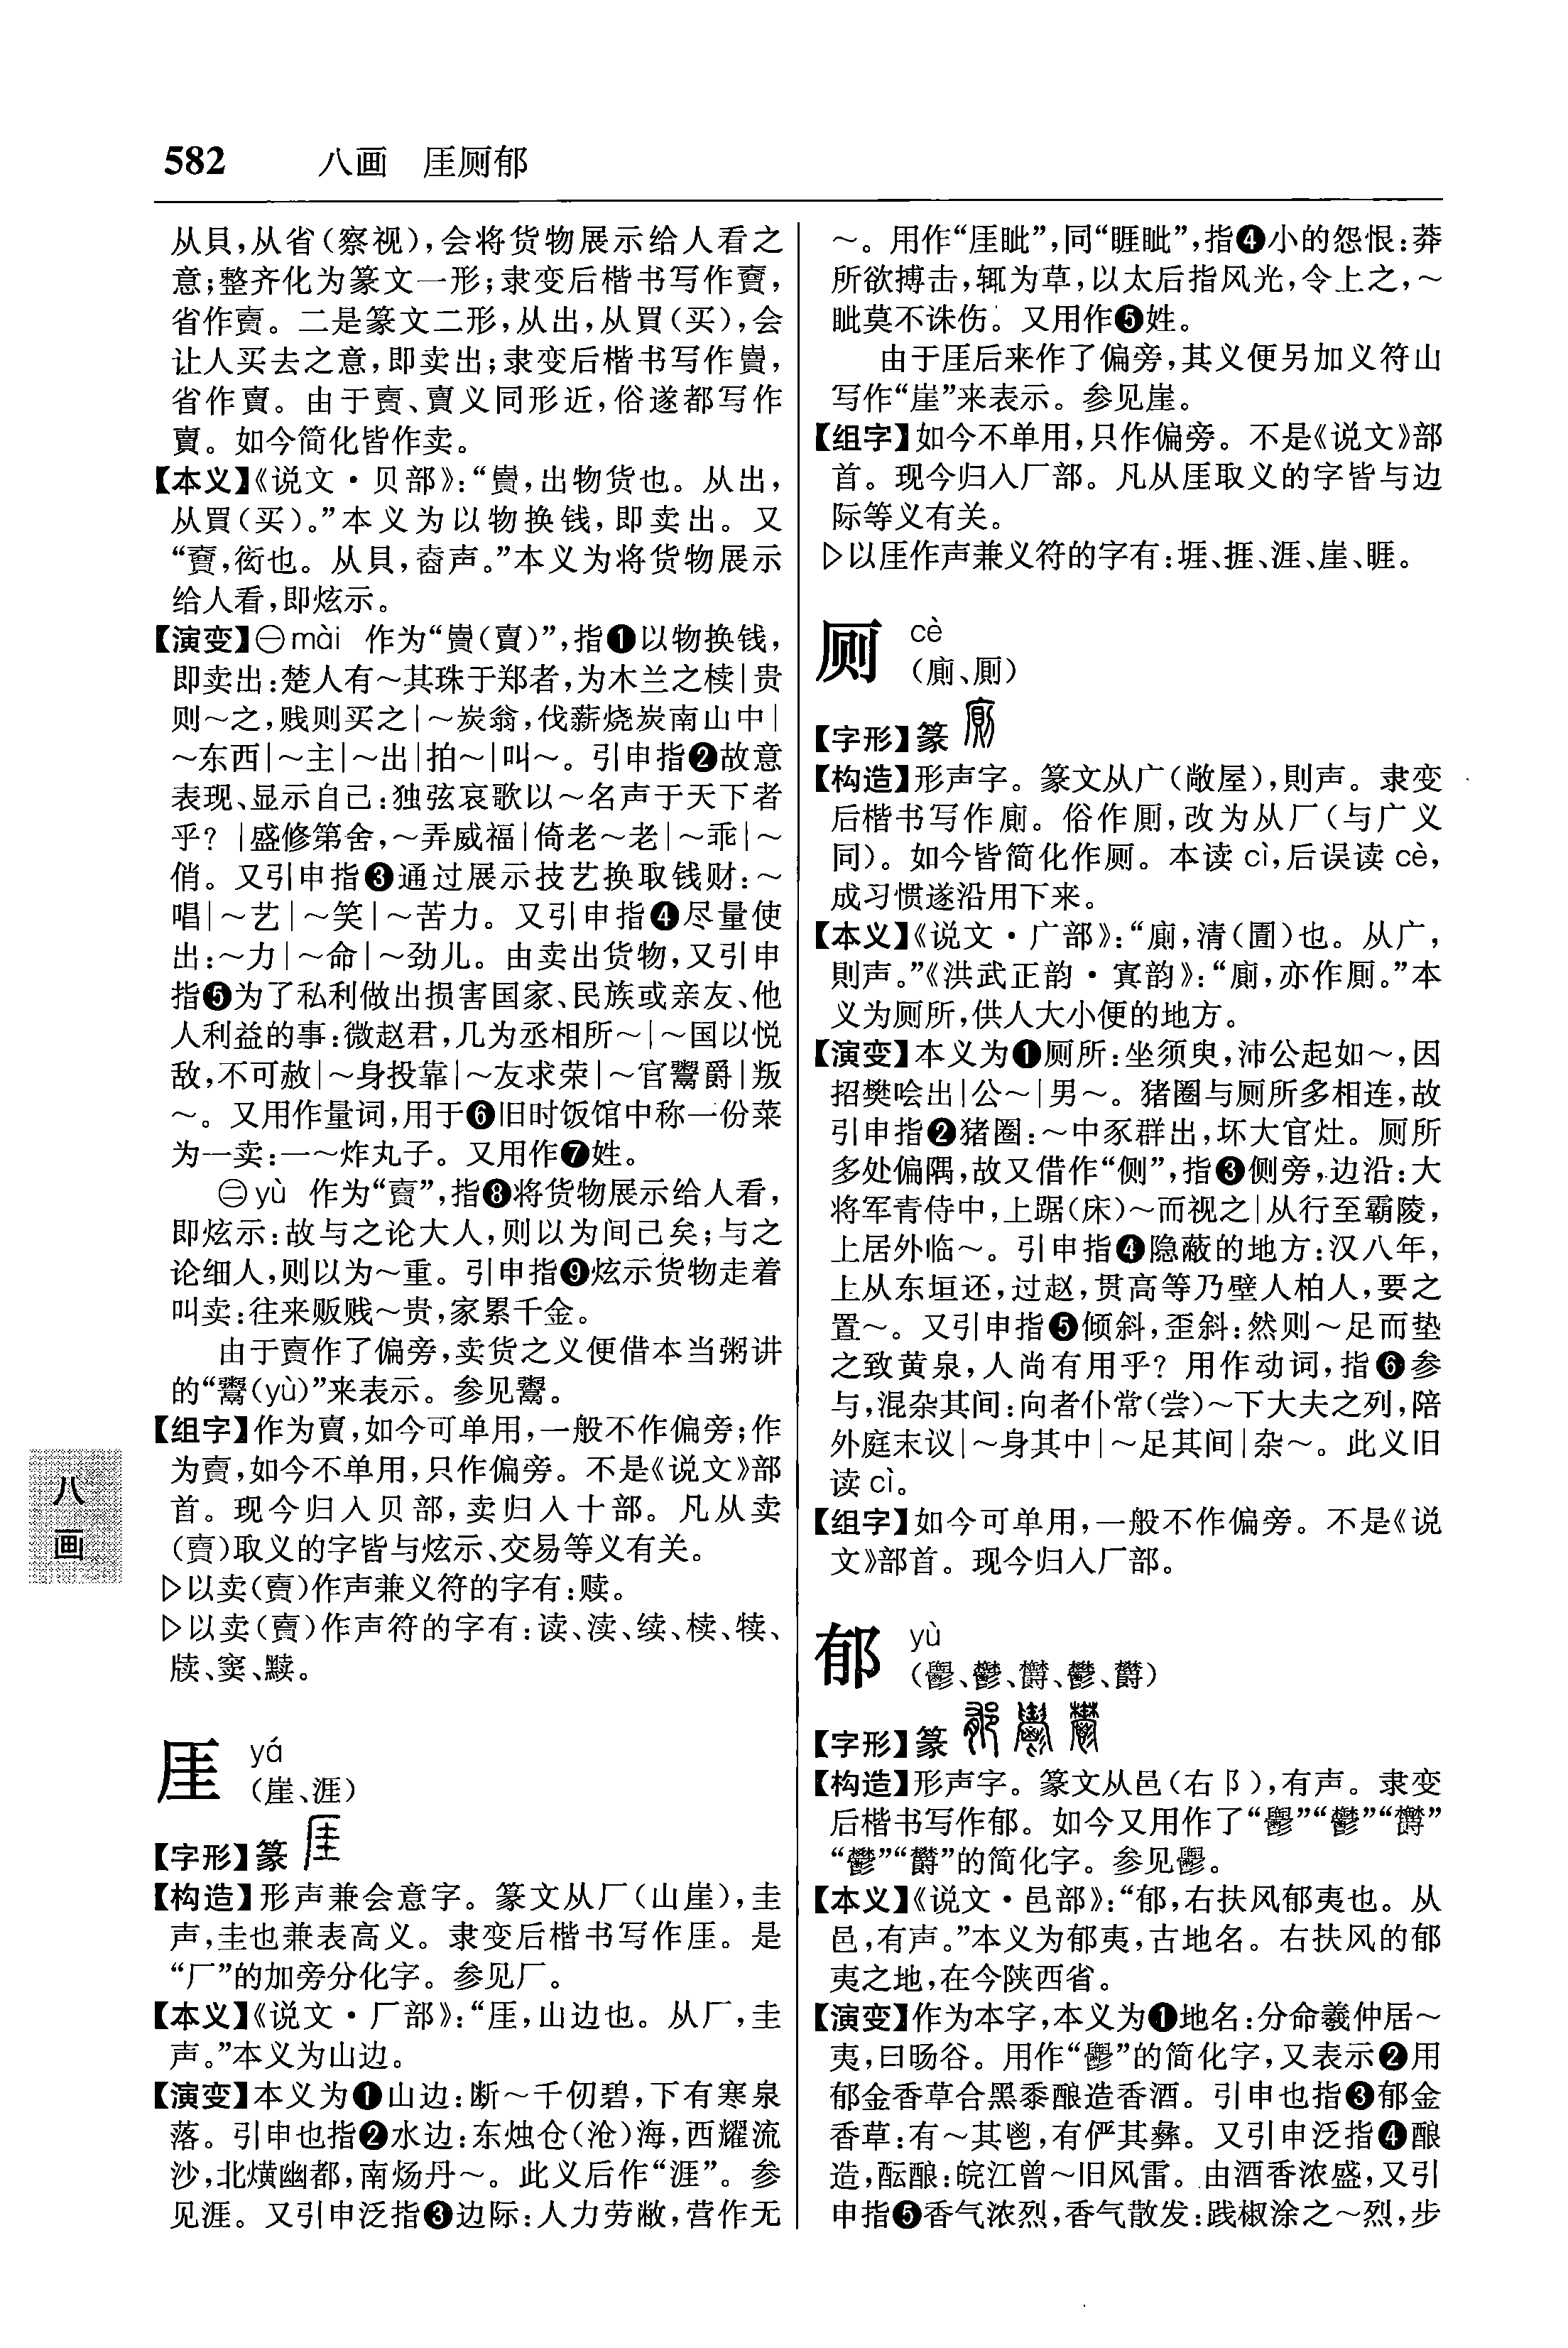 582 八画 厓厕郁
从貝,从省(察视),会将货物展示给人看之
意;整齐化为篆文一形;隶变后楷书写作𧶠,
省作𧶠。二是篆文二形,从出,从買(买),会
让人买去之意,即卖出;隶变后楷书写作𧷓,
省作賣。由于𧶠、賣义同形近,俗遂都写作
賣。如今简化皆作卖。
【本义】《说文·贝部》:“𧷓,出物货也。从出,
从買(买)。”本义为以物换钱,即卖出。又
“𧶠,衒也。从貝,㚆声。”本义为将货物展示
给人看,即炫示。
【演变】㊀mài 作为“𧷓(賣)”,指❶以物换钱,
即卖出:楚人有~其珠于郑者,为木兰之椟|贵
则~之,贱则买之|~炭翁,伐薪烧炭南山中|
~东西|~主|~出|拍~|叫~。引申指❷故意
表现、显示自己:独弦哀歌以~名声于天下者
乎?|盛修第舍,~弄威福|倚老~老|~乖|~
俏。又引申指❸通过展示技艺换取钱财:~
唱|~艺|~笑|~苦力。又引申指❹尽量使
出:~力|~命|~劲儿。由卖出货物,又引申
指❺为了私利做出损害国家、民族或亲友、他
人利益的事:微赵君,几为丞相所~|~国以悦
敌,不可赦|~身投靠|~友求荣|~官鬻爵|叛
~。又用作量词,用于❻旧时饭馆中称一份菜
为一卖:一~炸丸子。又用作❼姓。
㊁yù 作为“𧶠”,指❽将货物展示给人看,
即炫示:故与之论大人,则以为间己矣;与之
论细人,则以为~重。引申指❾炫示货物走着
叫卖:往来贩贱~贵,家累千金。
由于𧶠作了偏旁,卖货之义便借本当粥讲
的“鬻(yù)”来表示。参见鬻。
【组字】作为賣,如今可单用,一般不作偏旁;作
为𧶠,如今不单用,只作偏旁。不是《说文》部
首。现今归入贝部,卖归入十部。凡从卖
(𧶠)取义的字皆与炫示、交易等义有关。
▷以卖(𧶠)作声兼义符的字有:赎。
▷以卖(𧶠)作声符的字有:读、渎、续、椟、犊、
牍、窦、黩。
厓 yá
(崖、涯)
【字形】篆
【构造】形声兼会意字。篆文从厂(山崖),圭
声,圭也兼表高义。隶变后楷书写作厓。是
“厂”的加旁分化字。参见厂。
【本义】《说文·厂部》:“厓,山边也。从厂,圭
声。”本义为山边。
【演变】本义为❶山边:断~千仞碧,下有寒泉
落。引申也指❷水边:东烛仓(沧)海,西耀流
沙,北爌幽都,南炀丹~。此义后作“涯”。参
见涯。又引申泛指❸边际:人力劳敝,营作无
~。用作“厓眦”,同“睚眦”,指❹小的怨恨:莽
所欲搏击,辄为草,以太后指风光,令上之,~
眦莫不诛伤。又用作❺姓。
由于厓后来作了偏旁,其义便另加义符山
写作“崖”来表示。参见崖。
【组字】如今不单用,只作偏旁。不是《说文》部
首。现今归入厂部。凡从厓取义的字皆与边
际等义有关。
▷以厓作声兼义符的字有:堐、捱、涯、崖、睚。
厕 cè
(廁、厠)
【字形】篆
【构造】形声字。篆文从广(敞屋),則声。隶变
后楷书写作廁。俗作厠,改为从厂(与广义
同)。如今皆简化作厕。本读 cì,后误读 cè,
成习惯遂沿用下来。
【本义】《说文·广部》:“廁,清(圊)也。从广,
則声。”《洪武正韵·寘韵》:“廁,亦作厠。”本
义为厕所,供人大小便的地方。
【演变】本义为❶厕所:坐须臾,沛公起如~,因
招樊哙出|公~|男~。猪圈与厕所多相连,故
引申指❷猪圈:~中豕群出,坏大官灶。厕所
多处偏隅,故又借作“侧”,指❸侧旁,边沿:大
将军青侍中,上踞(床)~而视之|从行至霸陵,
上居外临~。引申指❹隐蔽的地方:汉八年,
上从东垣还,过赵,贯高等乃壁人柏人,要之
置~。又引申指❺倾斜,歪斜:然则~足而垫
之致黄泉,人尚有用乎?用作动词,指❻参
与,混杂其间:向者仆常(尝)~下大夫之列,陪
外庭末议|~身其中|~足其间|杂~。此义旧
读 cì。
【组字】如今可单用,一般不作偏旁。不是《说
文》部首。现今归入厂部。
郁 yù
【字形】篆
【构造】形声字。篆文从邑(右阝),有声。隶变
后楷书写作郁。如今又用作了
的简化字。参见
【本义】《说文·邑部》:“郁,右扶风郁夷也。从
邑,有声。”本义为郁夷,古地名。右扶风的郁
夷之地,在今陕西省。
【演变】作为本字,本义为❶地名:分命羲仲居~
夷,曰旸谷。用作“鬱”的简化字,又表示❷用
郁金香草合黑黍酿造香酒。引申也指❸郁金
香草:有~其鬯,有俨其彝。又引申泛指❹酿
造,酝酿:皖江曾~旧风雷。由酒香浓盛,又引
申指❺香气浓烈,香气散发:践椒涂之~烈,步
八画